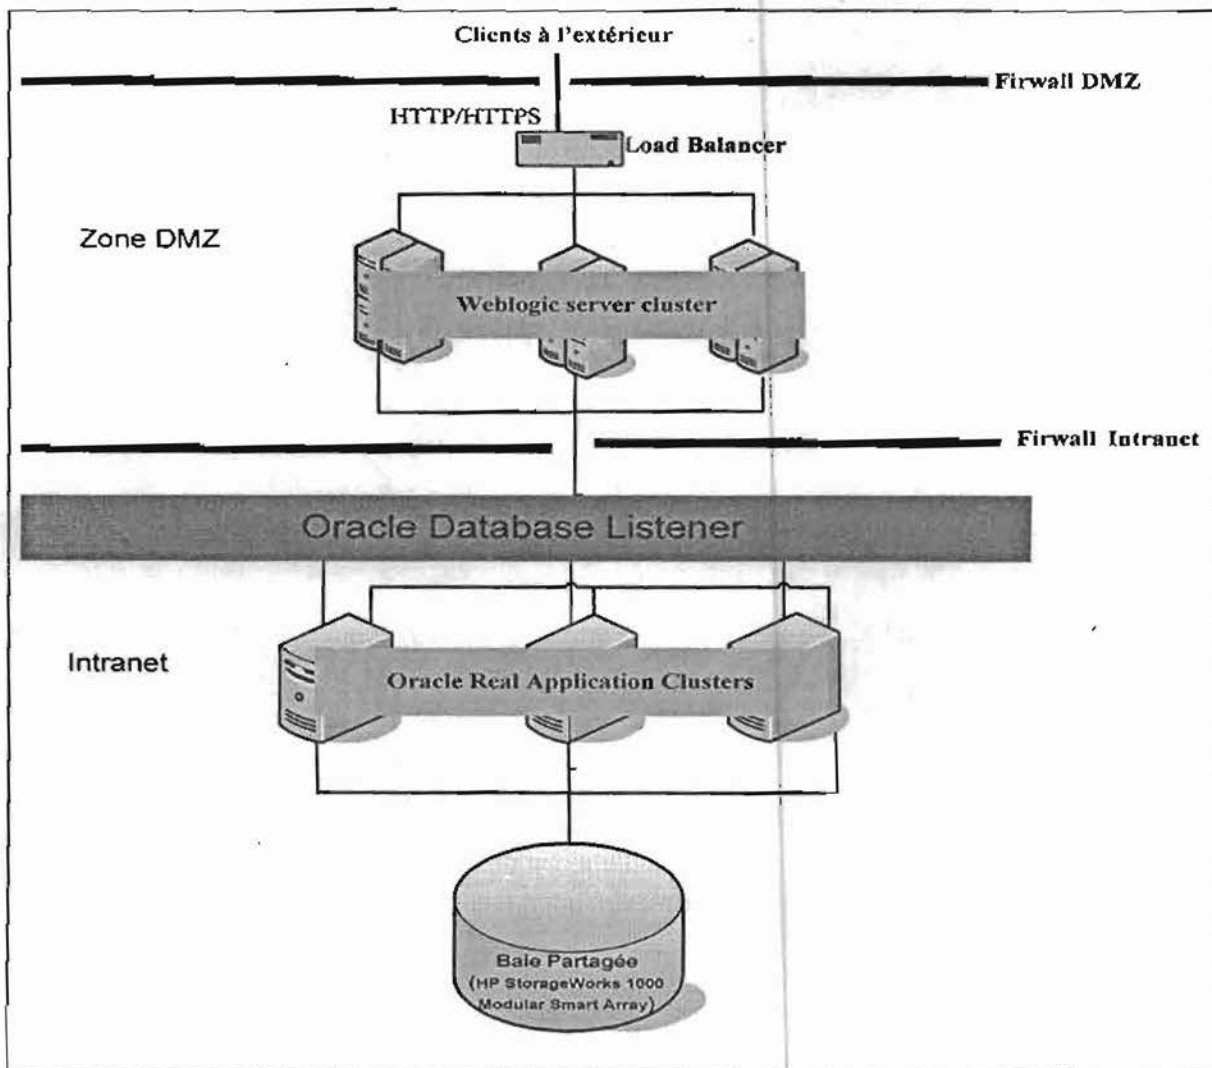 Clients à l'extérieur
Firwall DMZ
HTTP/HTTPS
Load Balancer
Zone DMZ
Weblogic server cluster
Firwall Intranet
Oracle Database Listener
Intranet
Oracle Real Application Clusters
Baie Partagée
(HP StorageWorks 1000
Modular Smart Array)